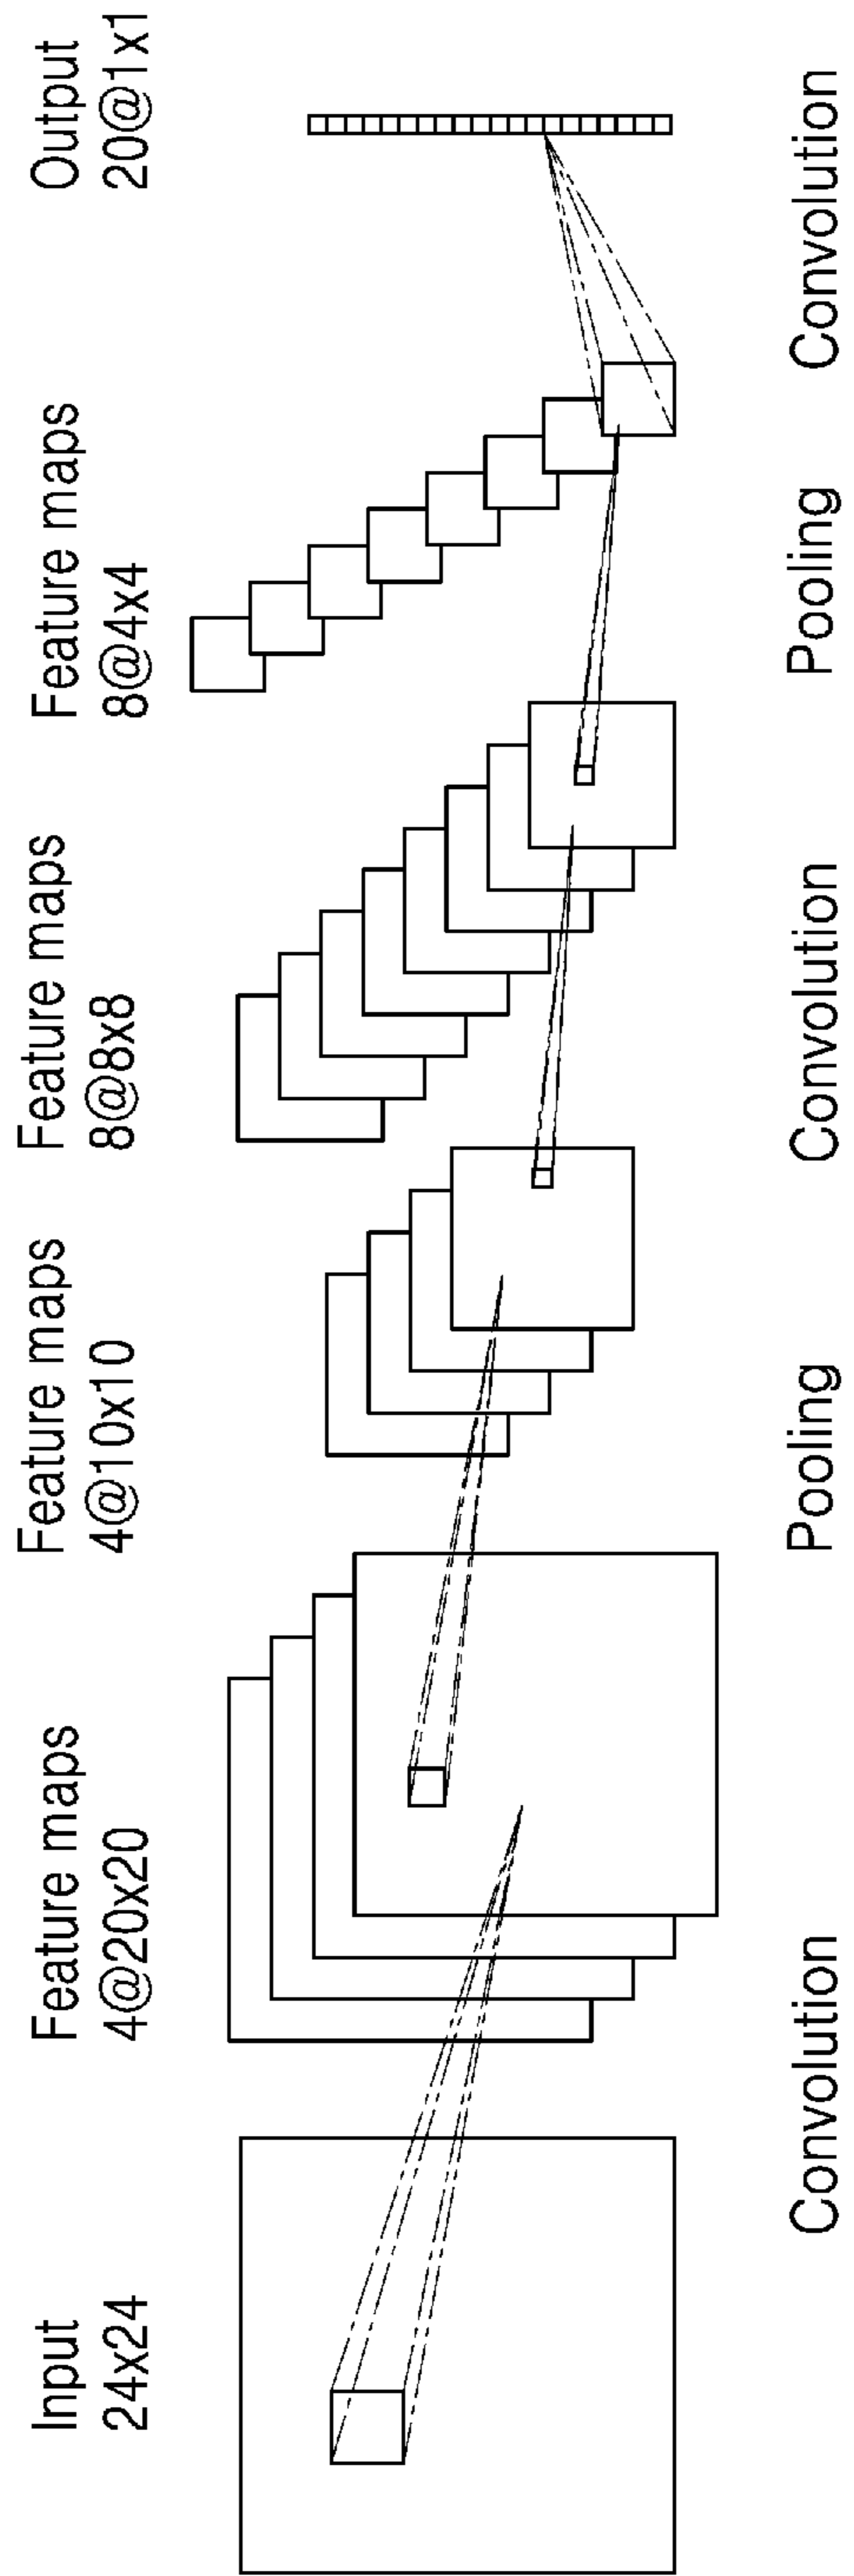 Input
24x24
Feature maps
4@20x20
Feature maps
4@10x10
Feature maps
8@8x8
Feature maps
8@4x4
Output
20@1x1
Convolution
Pooling
Convolution
Pooling
Convolution